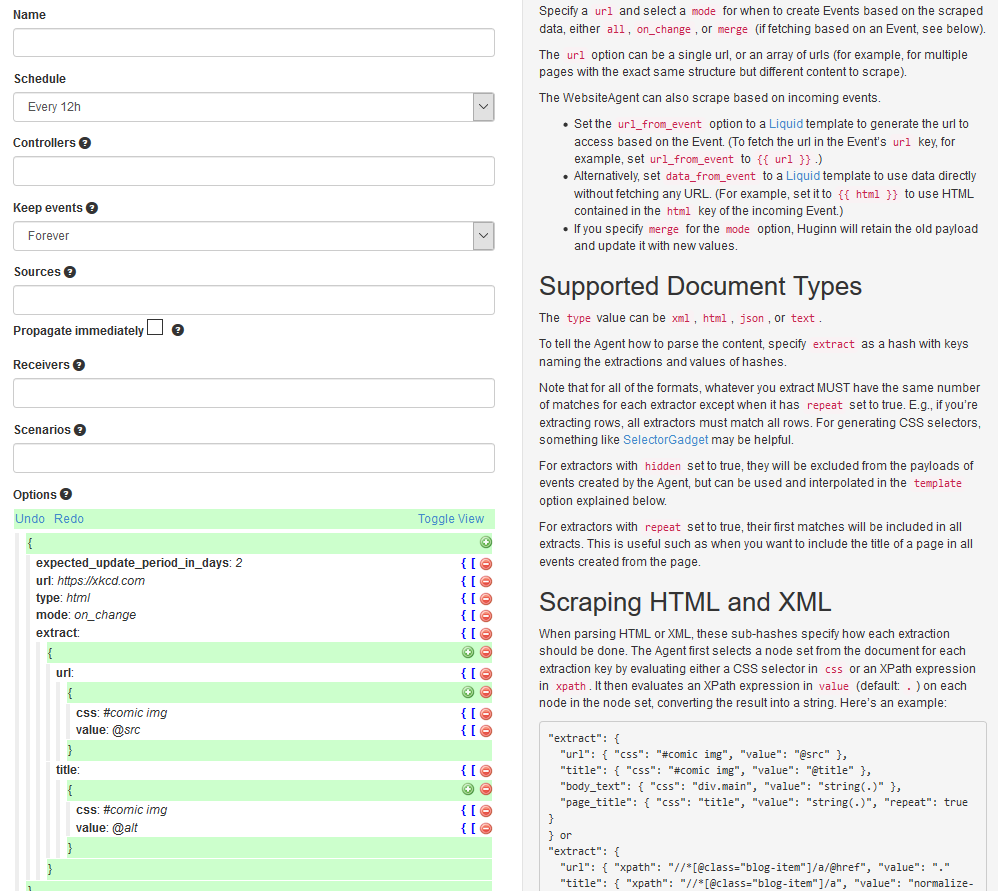 Name
Schedule
Every 12h
Controllers ?
Keep events ?
Forever
Sources ?
Propagate immediately ?
Receivers ?
Scenarios ?
Options ?
Undo Redo Toggle View
{
expected_update_period_in_days: 2 { [
url: https://xkcd.com { [
type: html { [
mode: on_change { [
extract: { [
{
url: { [
{
css: #comic img { [
value: @src { [
}
title: { [
{
css: #comic img { [
value: @alt { [
}
}
}
Specify a url and select a mode for when to create Events based on the scraped
data, either all, on_change, or merge (if fetching based on an Event, see below).
The url option can be a single url, or an array of urls (for example, for multiple
pages with the exact same structure but different content to scrape).
The WebsiteAgent can also scrape based on incoming events.
• Set the url_from_event option to a Liquid template to generate the url to
access based on the Event. (To fetch the url in the Event's url key, for
example, set url_from_event to {{ url }}.)
• Alternatively, set data_from_event to a Liquid template to use data directly
without fetching any URL. (For example, set it to {{ html }} to use HTML
contained in the html key of the incoming Event.)
• If you specify merge for the mode option, Huginn will retain the old payload
and update it with new values.
Supported Document Types
The type value can be xml, html, json, or text.
To tell the Agent how to parse the content, specify extract as a hash with keys
naming the extractions and values of hashes.
Note that for all of the formats, whatever you extract MUST have the same number
of matches for each extractor except when it has repeat set to true. E.g., if you're
extracting rows, all extractors must match all rows. For generating CSS selectors,
something like SelectorGadget may be helpful.
For extractors with hidden set to true, they will be excluded from the payloads of
events created by the Agent, but can be used and interpolated in the template
option explained below.
For extractors with repeat set to true, their first matches will be included in all
extracts. This is useful such as when you want to include the title of a page in all
events created from the page.
Scraping HTML and XML
When parsing HTML or XML, these sub-hashes specify how each extraction
should be done. The Agent first selects a node set from the document for each
extraction key by evaluating either a CSS selector in css or an XPath expression
in xpath. It then evaluates an XPath expression in value (default: .) on each
node in the node set, converting the result into a string. Here's an example:
"extract": {
"url": { "css": "#comic img", "value": "@src" },
"title": { "css": "#comic img", "value": "@title" },
"body_text": { "css": "div.main", "value": "string(.)" },
"page_title": { "css": "title", "value": "string(.)", "repeat": true
}
} or
"extract": {
"url": { "xpath": "//*[@class="blog-item"]/a/@href", "value": "."
"title": { "xpath": "//*[@class="blog-item"]/a", "value": "normalize-